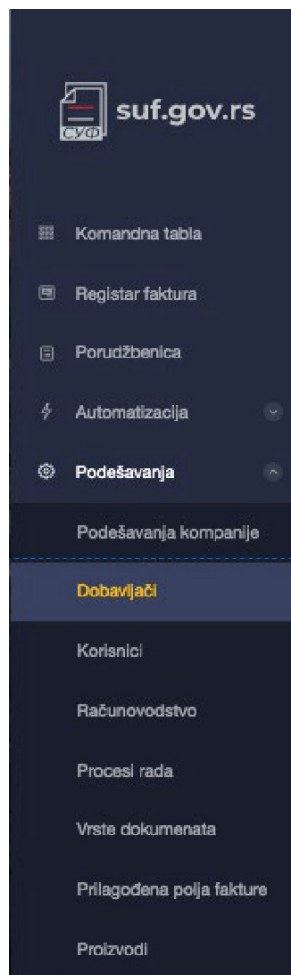 СУФ
suf.gov.rs
Komandna tabla
Registar faktura
Porudžbenica
Automatizacija
Podešavanja
Podešavanja kompanije
Dobavljači
Korisnici
Računovodstvo
Procesi rada
Vrste dokumenata
Prilagođena polja fakture
Proizvodi